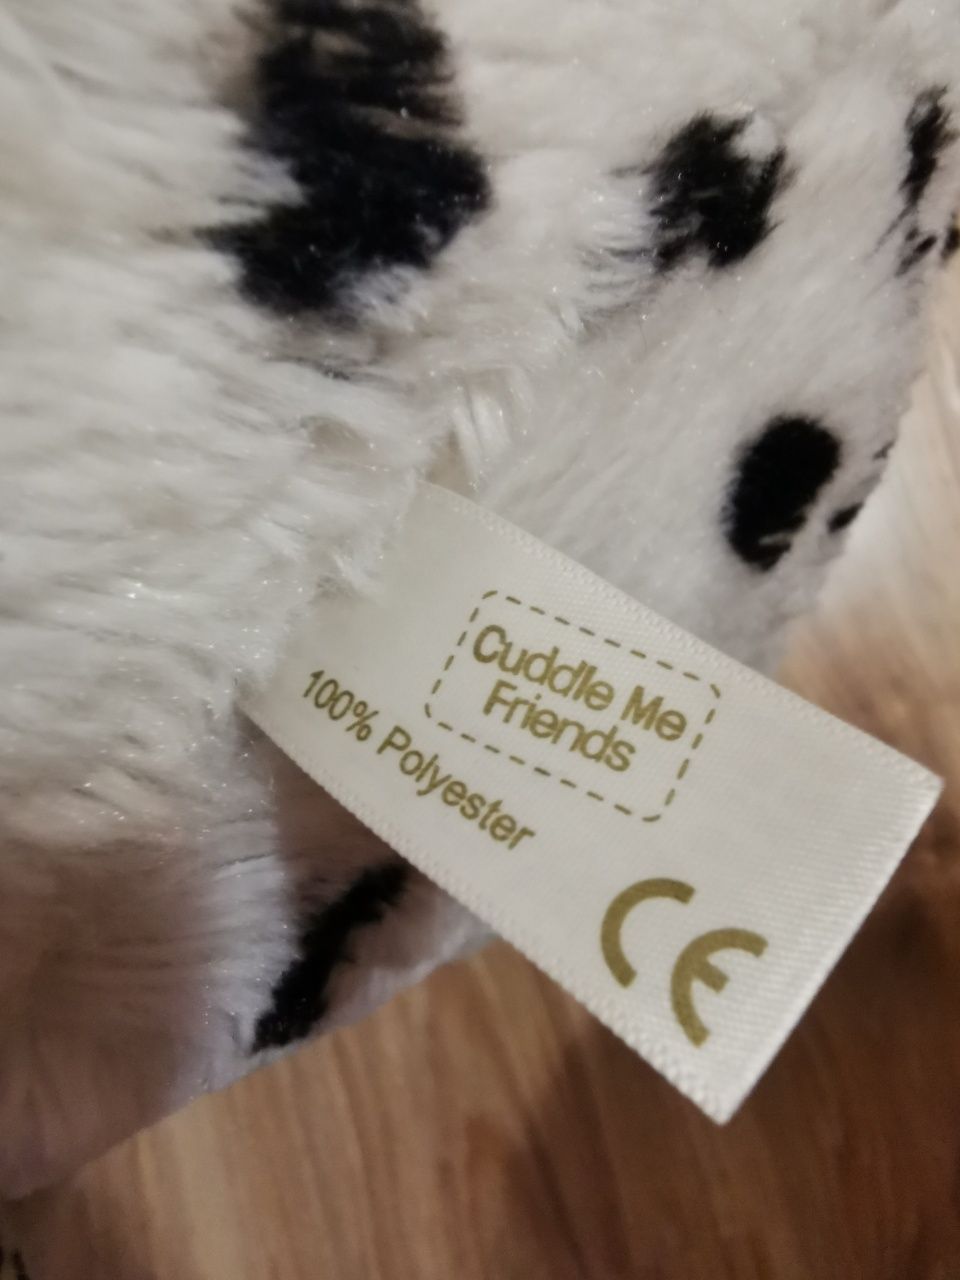 Cuddle Me
Friends
100% Polyester
CE